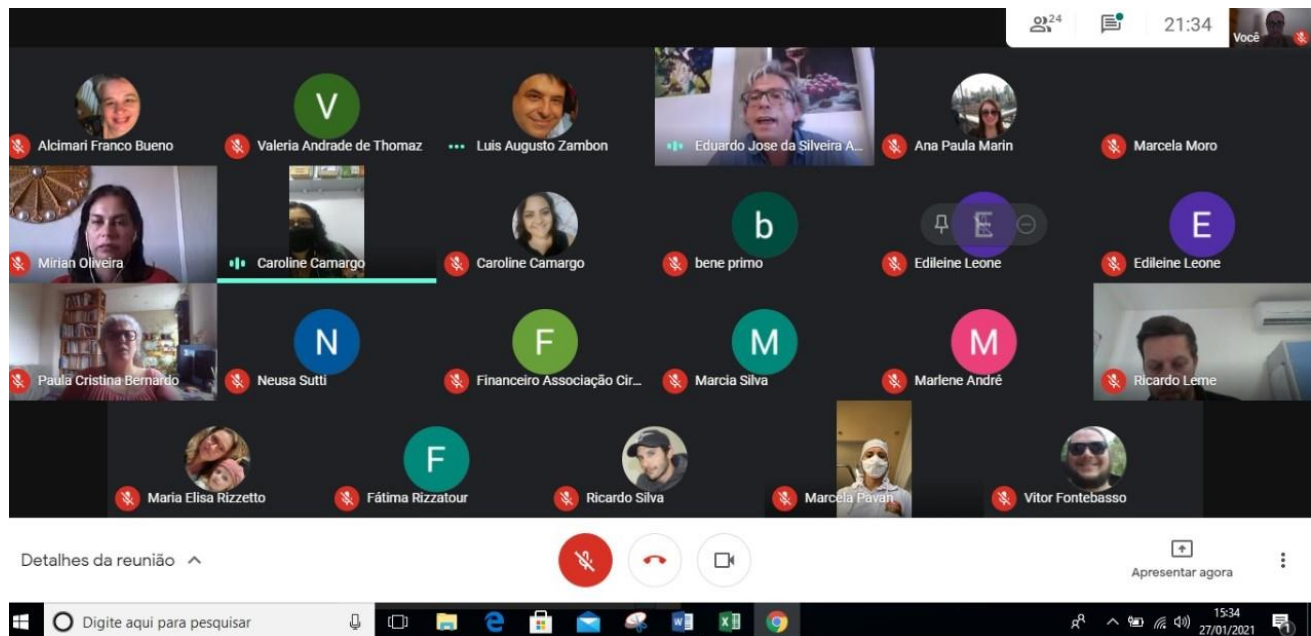 24
21:34
Você
Alcimari Franco Bueno
V
Valeria Andrade de Thomaz
Luis Augusto Zambon
Eduardo Jose da Silveira A...
Ana Paula Marin
Marcela Moro
Mirian Oliveira
Caroline Camargo
Caroline Camargo
b
bene primo
E
Edileine Leone
E
Edileine Leone
Paula Cristina Bernardo
N
Neusa Sutti
F
Financeiro Associação Cir...
M
Marcia Silva
M
Marlene André
Ricardo Leme
Maria Elisa Rizzetto
F
Fátima Rizzatour
Ricardo Silva
Marcela Pavan
Vitor Fontebasso
Detalhes da reunião
Apresentar agora
Digite aqui para pesquisar
15:34
27/01/2021
1